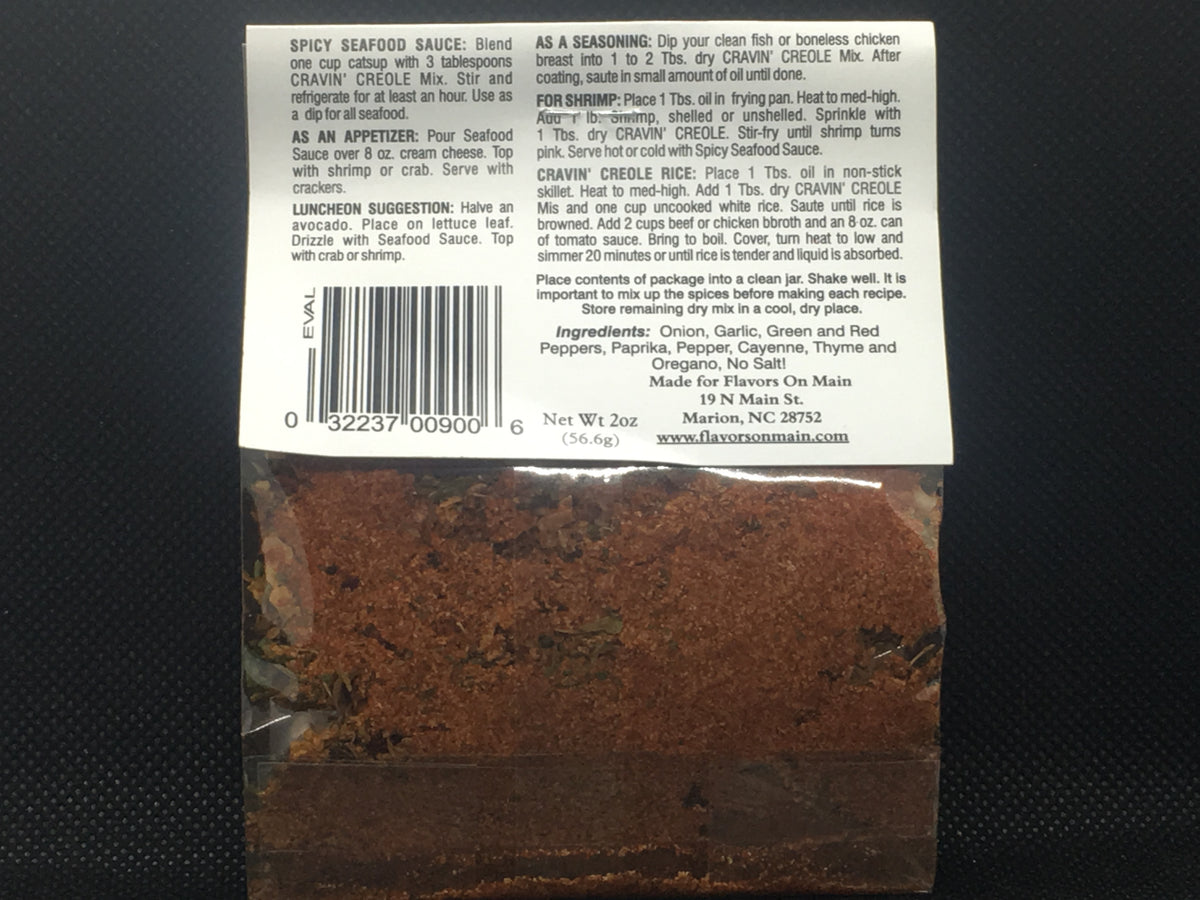 SPICY SEAFOOD SAUCE: Blend
one cup catsup with 3 tablespoons
CRAVIN' CREOLE Mix. Stir and
refrigerate for at least an hour. Use as
a dip for all seafood.
AS AN APPETIZER: Pour Seafood
Sauce over 8 oz. cream cheese. Top
with shrimp or crab. Serve with
crackers.
LUNCHEON SUGGESTION: Halve an
avocado. Place on lettuce leaf.
Drizzle with Seafood Sauce. Top
with crab or shrimp.
EVAL
0 32237 00900 6
AS A SEASONING: Dip your clean fish or boneless chicken
breast into 1 to 2 Tbs. dry CRAVIN' CREOLE Mix. After
coating, saute in small amount of oil until done.
FOR SHRIMP: Place 1 Tbs. oil in frying pan. Heat to med-high.
Add 1 lb. Shrimp, shelled or unshelled. Sprinkle with
1 Tbs. dry CRAVIN' CREOLE. Stir-fry until shrimp turns
pink. Serve hot or cold with Spicy Seafood Sauce.
CRAVIN' CREOLE RICE: Place 1 Tbs. oil in non-stick
skillet. Heat to med-high. Add 1 Tbs. dry CRAVIN' CREOLE
Mis and one cup uncooked white rice. Saute until rice is
browned. Add 2 cups beef or chicken bbroth and an 8 oz. can
of tomato sauce. Bring to boil. Cover, turn heat to low and
simmer 20 minutes or until rice is tender and liquid is absorbed.
Place contents of package into a clean jar. Shake well. It is
important to mix up the spices before making each recipe.
Store remaining dry mix in a cool, dry place.
Ingredients: Onion, Garlic, Green and Red
Peppers, Paprika, Pepper, Cayenne, Thyme and
Oregano, No Salt!
Made for Flavors On Main
19 N Main St.
Marion, NC 28752
www.flavorsonmain.com
Net Wt 2oz
(56.6g)